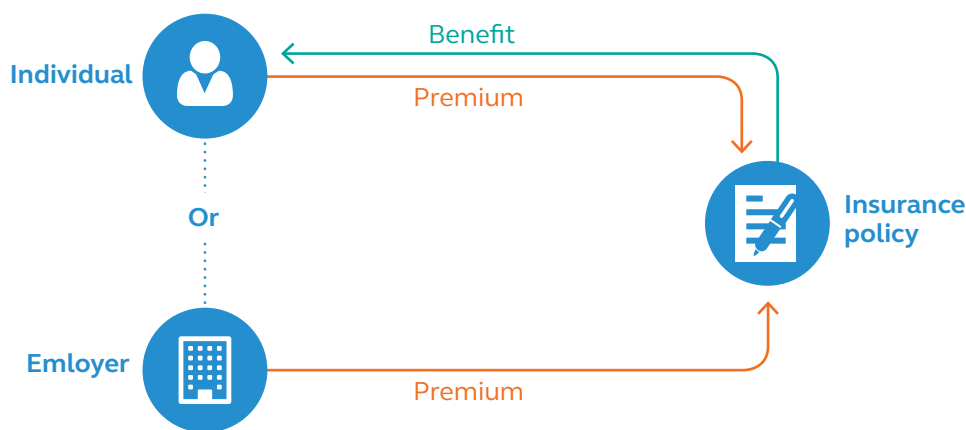 Benefit
Individual
Premium
Or
Insurance
policy
Emloyer
Premium